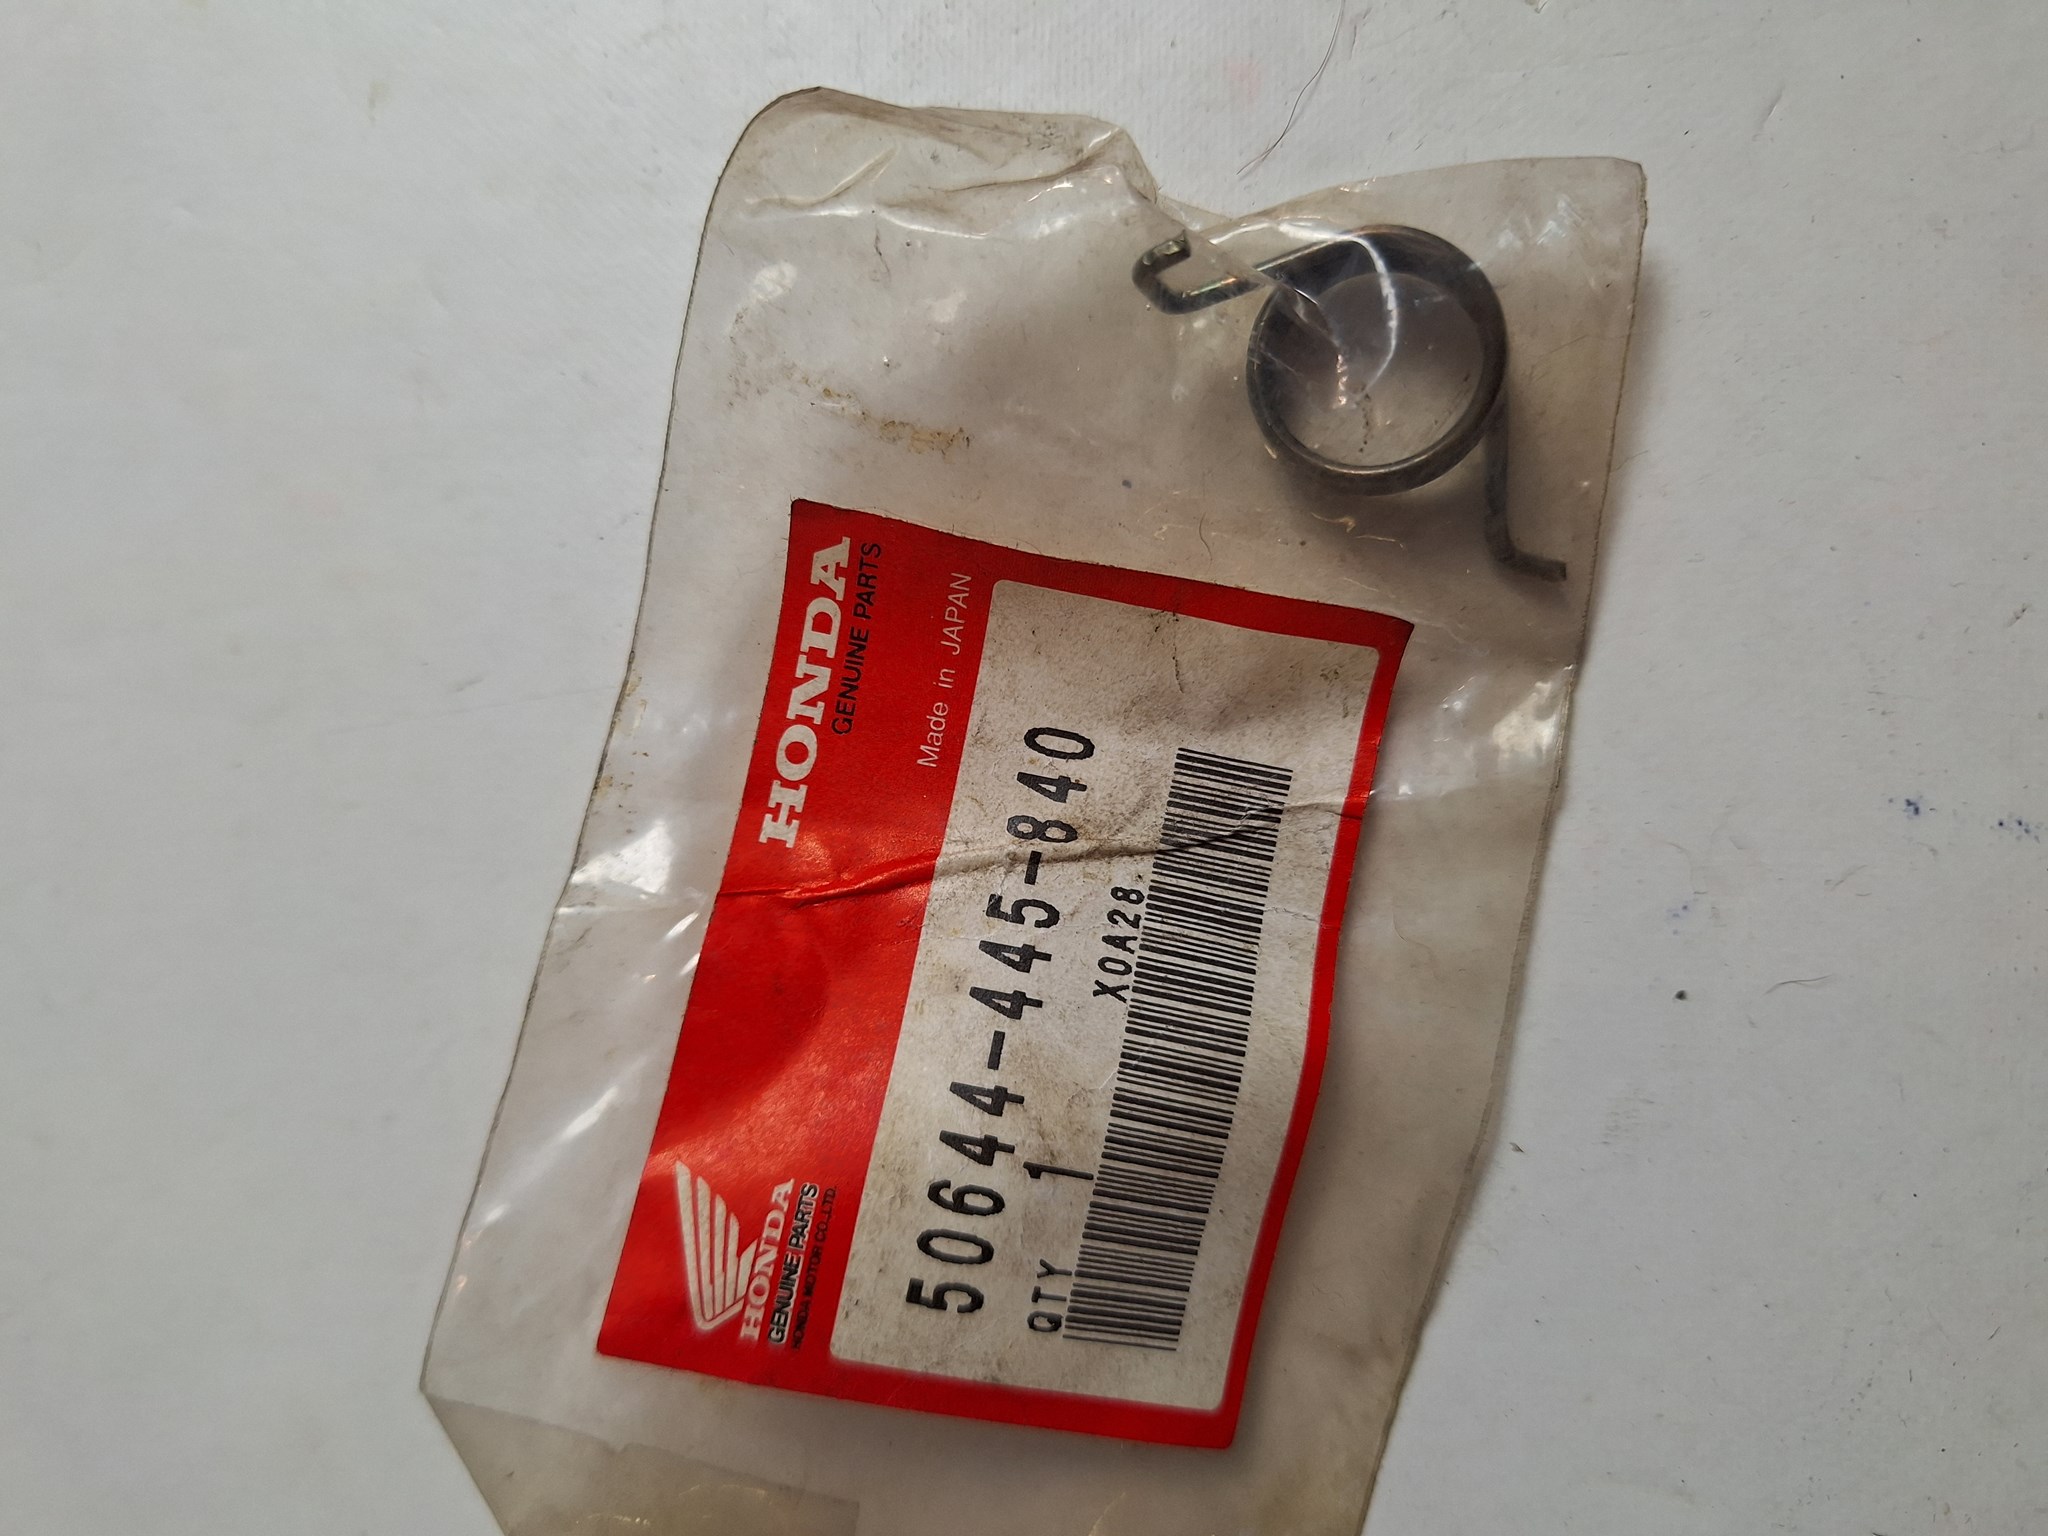 HONDA
GENUINE PARTS
HONDA MOTOR CO.,LTD.
HONDA
GENUINE PARTS
Made in JAPAN
50644-445-840
QTY 1
X0A28